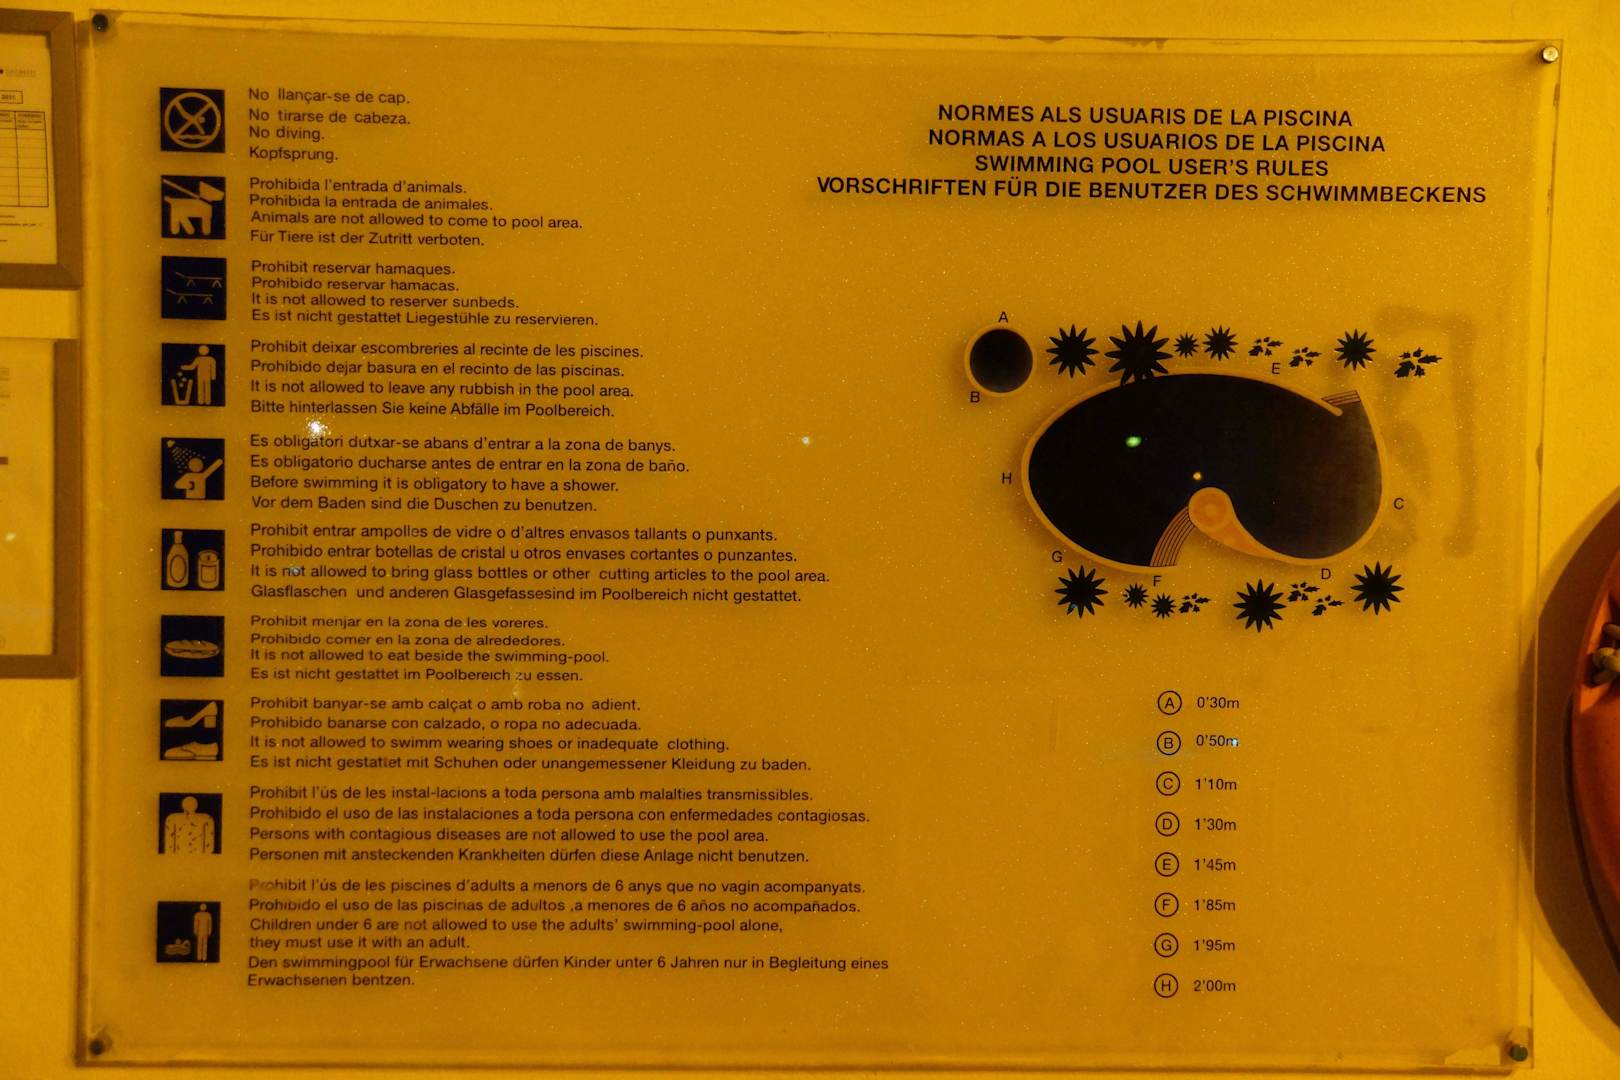 No llançar-se de cap.
No tirarse de cabeza.
No diving.
Kopfsprung.
Prohibida l'entrada d'animals.
Prohibida la entrada de animales.
Animals are not allowed to come to pool area.
Für Tiere ist der Zutritt verboten.
Prohibit reservar hamaques.
Prohibido reservar hamacas.
It is not allowed to reserver sunbeds.
Es ist nicht gestattet Liegestühle zu reservieren.
Prohibit deixar escombreries al recinte de les piscines.
Prohibido dejar basura en el recinto de las piscinas.
It is not allowed to leave any rubbish in the pool area.
Bitte hinterlassen Sie keine Abfälle im Poolbereich.
Es obligatori dutxar-se abans d'entrar a la zona de banys.
Es obligatorio ducharse antes de entrar en la zona de baño.
Before swimming it is obligatory to have a shower.
Vor dem Baden sind die Duschen zu benutzen.
Prohibit entrar ampolles de vidre o d'altres envasos tallants o punxants.
Prohibido entrar botellas de cristal u otros envases cortantes o punzantes.
It is not allowed to bring glass bottles or other cutting articles to the pool area.
Glasflaschen und anderen Glasgefassesind im Poolbereich nicht gestattet.
Prohibit menjar en la zona de les voreres.
Prohibido comer en la zona de alrededores.
It is not allowed to eat beside the swimming-pool.
Es ist nicht gestattet im Poolbereich zu essen.
Prohibit banyar-se amb calçat o amb roba no adient.
Prohibido banarse con calzado, o ropa no adecuada.
It is not allowed to swimm wearing shoes or inadequate clothing.
Es ist nicht gestattet mit Schuhen oder unangemessener Kleidung zu baden.
Prohibit l'ús de les instal-lacions a toda persona amb malalties transmissibles.
Prohibido el uso de las instalaciones a toda persona con enfermedades contagiosas.
Persons with contagious diseases are not allowed to use the pool area.
Personen mit ansteckenden Krankheiten dürfen diese Anlage nicht benutzen.
Prohibit l'ús de les piscines d'adults a menors de 6 anys que no vagin acompanyats.
Prohibido el uso de las piscinas de adultos ,a menores de 6 años no acompañados.
Children under 6 are not allowed to use the adults' swimming-pool alone,
they must use it with an adult.
Den swimmingpool für Erwachsene dürfen Kinder unter 6 Jahren nur in Begleitung eines
Erwachsenen bentzen.
NORMES ALS USUARIS DE LA PISCINA
NORMAS A LOS USUARIOS DE LA PISCINA
SWIMMING POOL USER'S RULES
VORSCHRIFTEN FÜR DIE BENUTZER DES SCHWIMMBECKENS
A
E
B
H
C
G
F
D
A 0'30m
B 0'50m
C 1'10m
D 1'30m
E 1'45m
F 1'85m
G 1'95m
H 2'00m